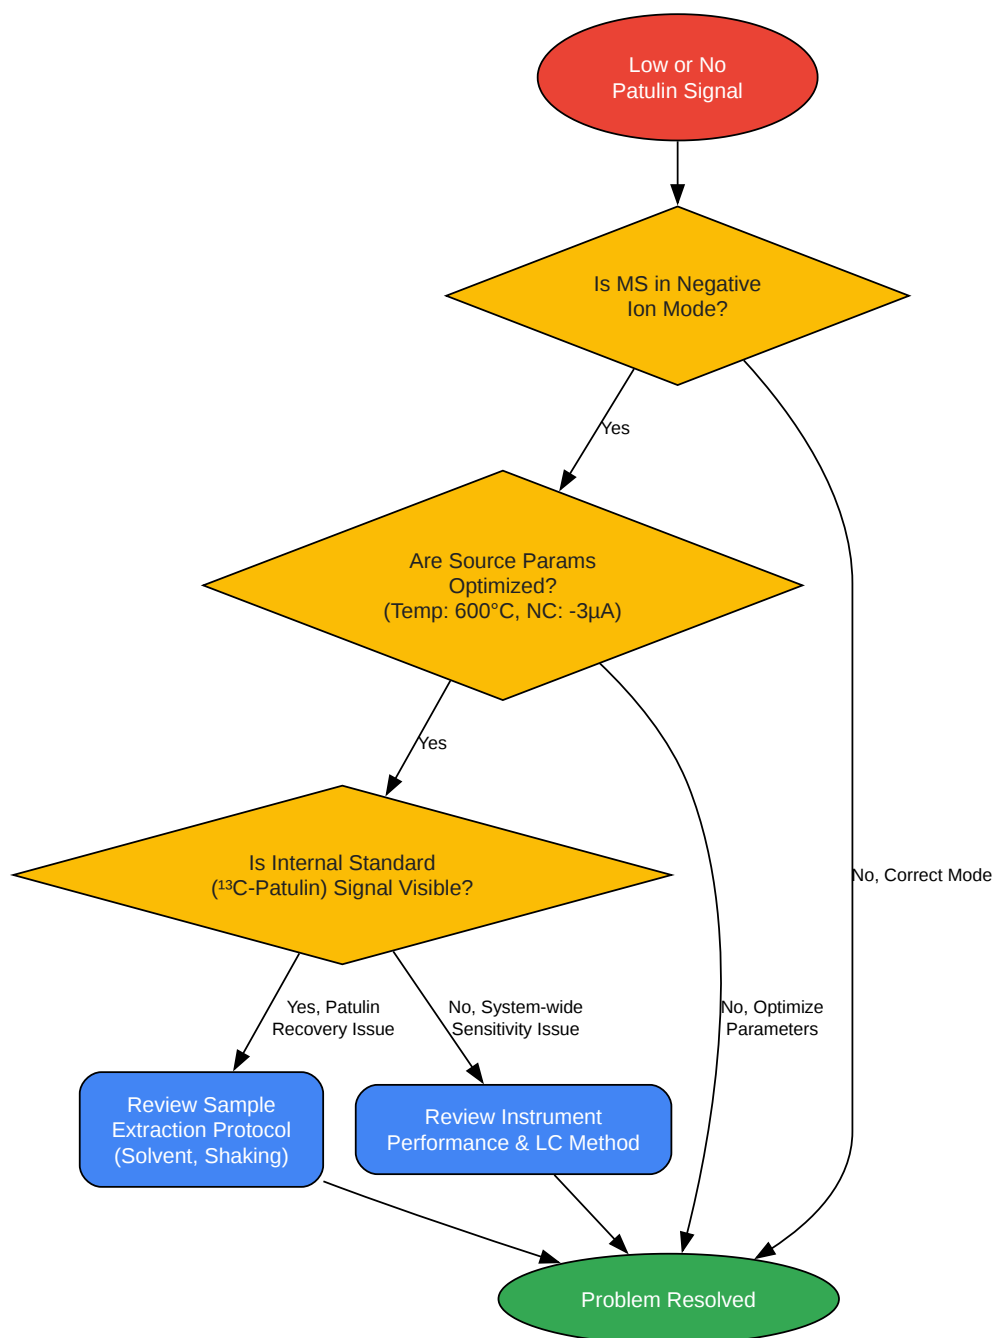 Low or No
Patulin Signal
Is MS in Negative
Ion Mode?
Yes
Are Source Params
Optimized?
(Temp: 600°C, NC: -3µA)
Yes
Is Internal Standard
(¹³C-Patulin) Signal Visible?
No, Correct Mode
Yes, Patulin
Recovery Issue
No, System-wide
Sensitivity Issue
No, Optimize
Parameters
Review Sample
Extraction Protocol
(Solvent, Shaking)
Review Instrument
Performance & LC Method
Problem Resolved